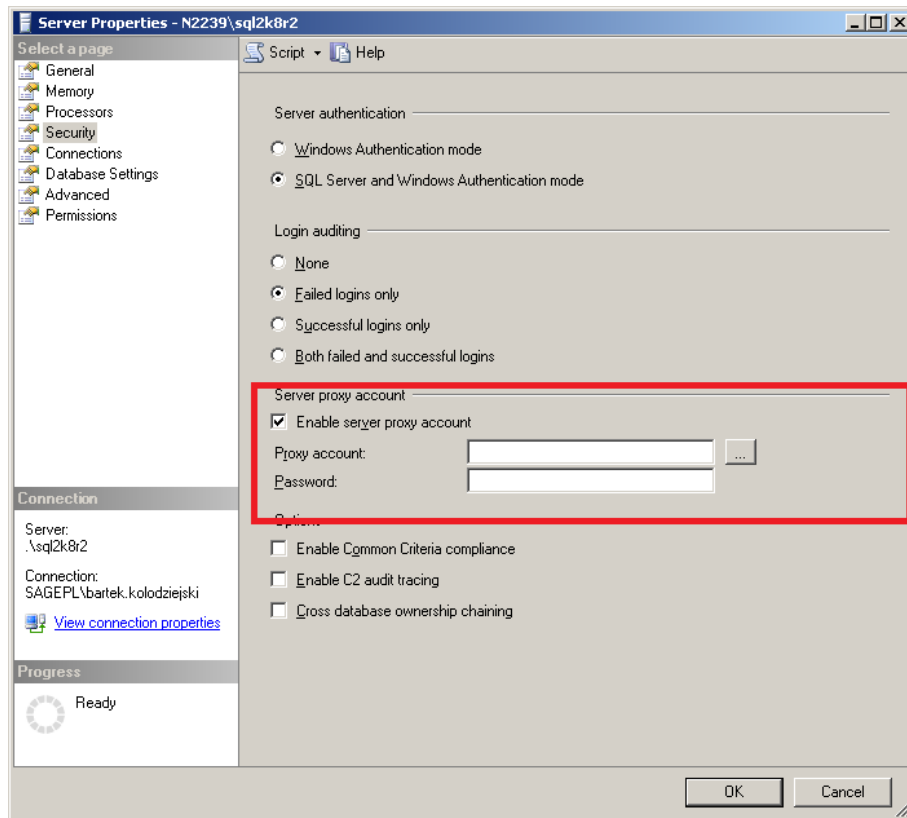 Server Properties - N2239\sql2k8r2
Select a page
General
Memory
Processors
Security
Connections
Database Settings
Advanced
Permissions
Script
Help
Server authentication
Windows Authentication mode
SQL Server and Windows Authentication mode
Login auditing
None
Failed logins only
Successful logins only
Both failed and successful logins
Server proxy account
Enable server proxy account
Proxy account:
...
Password:
Options
Enable Common Criteria compliance
Enable C2 audit tracing
Cross database ownership chaining
Connection
Server:
.\sql2k8r2
Connection:
SAGEPL\bartek.kolodziejski
View connection properties
Progress
Ready
OK
Cancel